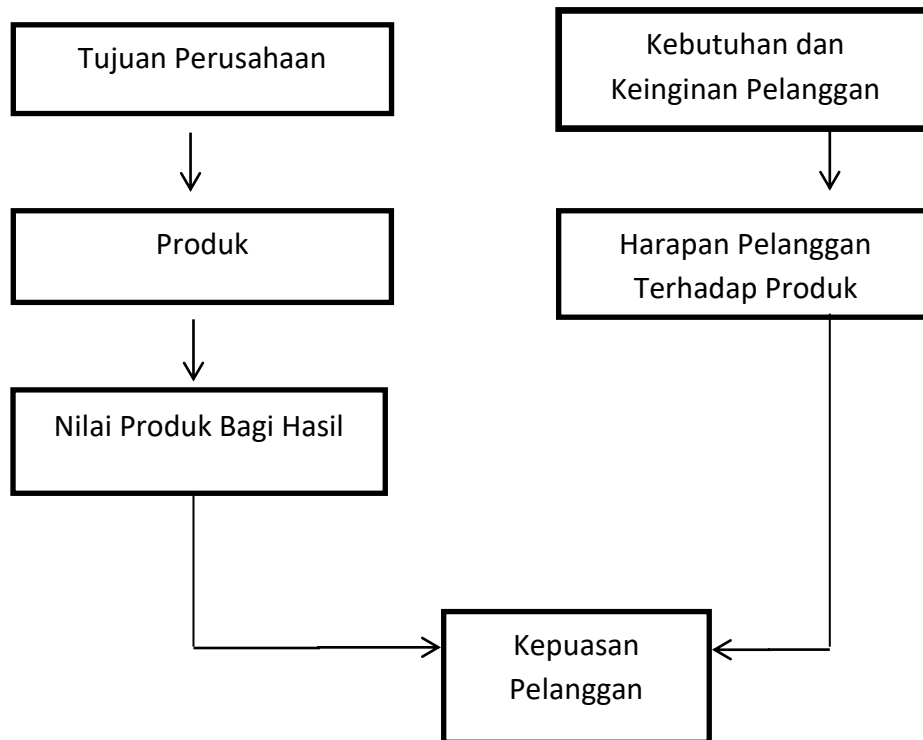 Tujuan Perusahaan
Kebutuhan dan
Keinginan Pelanggan
Produk
Harapan Pelanggan
Terhadap Produk
Nilai Produk Bagi Hasil
Kepuasan
Pelanggan